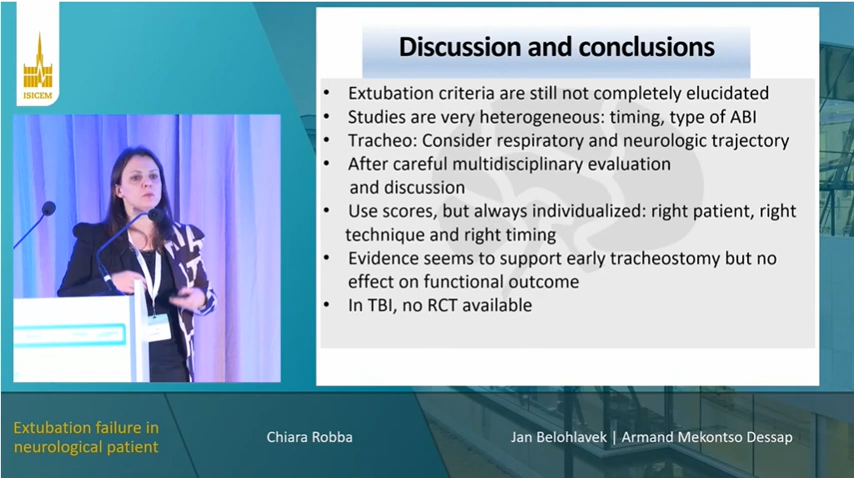 ISICEM
Discussion and conclusions
• Extubation criteria are still not completely elucidated
• Studies are very heterogeneous: timing, type of ABI
• Tracheo: Consider respiratory and neurologic trajectory
• After careful multidisciplinary evaluation
and discussion
• Use scores, but always individualized: right patient, right
technique and right timing
• Evidence seems to support early tracheostomy but no
effect on functional outcome
• In TBI, no RCT available
Extubation failure in
neurological patient
Chiara Robba
Jan Belohlavek | Armand Mekontso Dessap